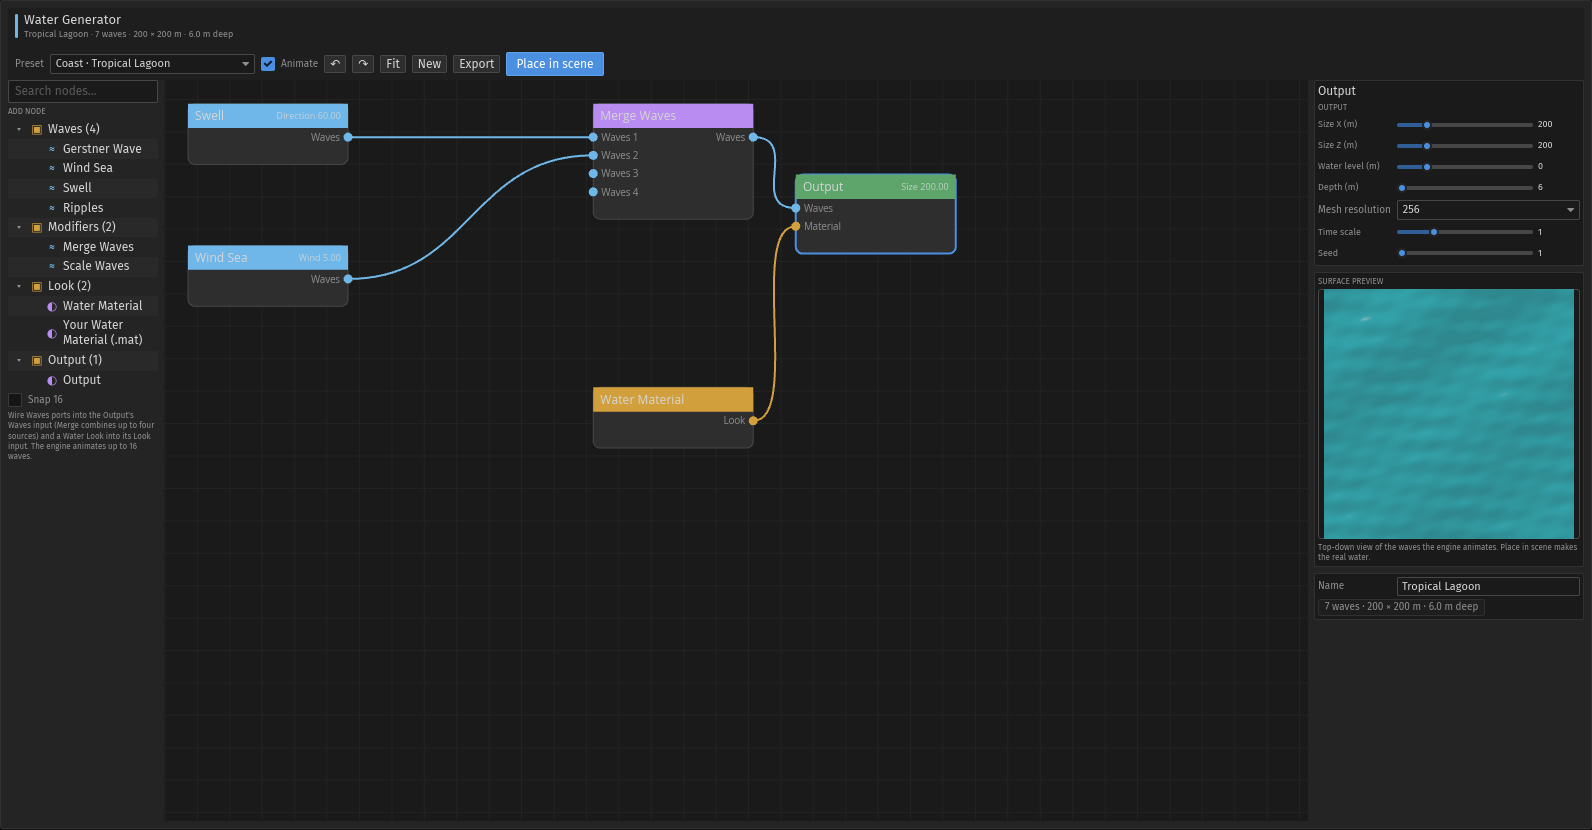 Water Generator
Tropical Lagoon · 7 waves · 200 × 200 m · 6.0 m deep
Preset
Coast · Tropical Lagoon
Animate
Fit
New
Export
Place in scene
Search nodes...
ADD NODE
Waves (4)
Gerstner Wave
Wind Sea
Swell
Ripples
Modifiers (2)
Merge Waves
Scale Waves
Look (2)
Water Material
Your Water
Material (.mat)
Output (1)
Output
Snap 16
Wire Waves ports into the Output's
Waves input (Merge combines up to four
sources) and a Water Look into its Look
input. The engine animates up to 16
waves.
Swell
Direction 60.00
Waves
Wind Sea
Wind 5.00
Waves
Merge Waves
Waves 1
Waves
Waves 2
Waves 3
Waves 4
Output
Size 200.00
Waves
Material
Water Material
Look
Output
OUTPUT
Size X (m)
200
Size Z (m)
200
Water level (m)
0
Depth (m)
6
Mesh resolution
256
Time scale
1
Seed
1
SURFACE PREVIEW
Top-down view of the waves the engine animates. Place in scene makes
the real water.
Name
Tropical Lagoon
7 waves · 200 × 200 m · 6.0 m deep